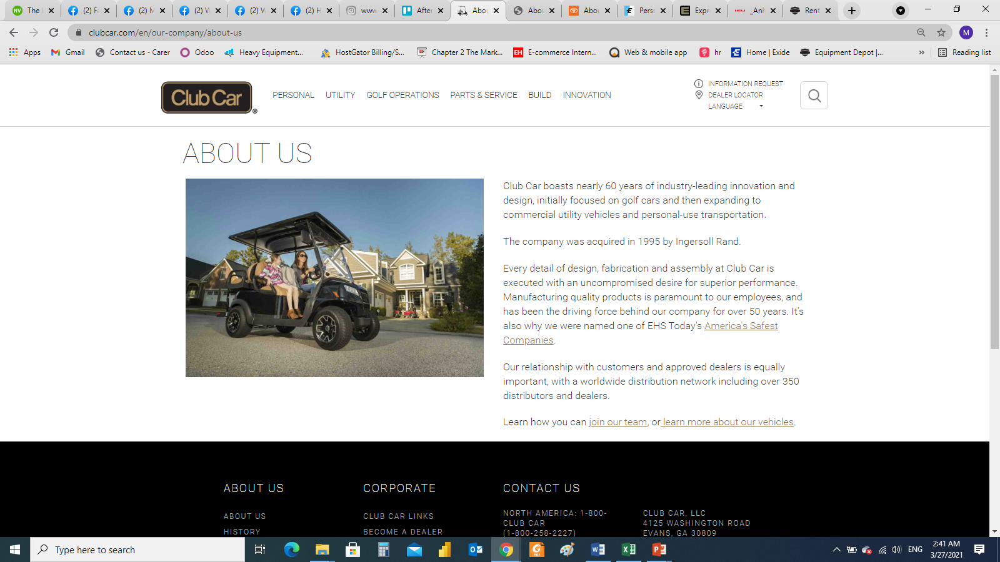 The
(2) Fa
(2) M
(2) W
(2) W
(2) H
www
After
Abou
Abou
Abou
Perso
Expr
_Anh
Rent
clubcar.com/en/our-company/about-us
M
Apps
Gmail
Contact us - Carer
Odoo
Heavy Equipment...
HostGator Billing/S...
Chapter 2 The Mark...
E-commerce Intern...
Web & mobile app
hr
Home | Exide
Equipment Depot |...
»
Reading list
Club Car
®
PERSONAL
UTILITY
GOLF OPERATIONS
PARTS & SERVICE
BUILD
INNOVATION
INFORMATION REQUEST
DEALER LOCATOR
LANGUAGE
ABOUT US
Club Car boasts nearly 60 years of industry-leading innovation and
design, initially focused on golf cars and then expanding to
commercial utility vehicles and personal-use transportation.
The company was acquired in 1995 by Ingersoll Rand.
Every detail of design, fabrication and assembly at Club Car is
executed with an uncompromised desire for superior performance.
Manufacturing quality products is paramount to our employees, and
has been the driving force behind our company for over 50 years. It's
also why we were named one of EHS Today's America's Safest
Companies.
Our relationship with customers and approved dealers is equally
important, with a worldwide distribution network including over 350
distributors and dealers.
Learn how you can join our team, or learn more about our vehicles.
ABOUT US
ABOUT US
HISTORY
CORPORATE
CLUB CAR LINKS
BECOME A DEALER
CONTACT US
NORTH AMERICA: 1-800-
CLUB CAR
(1-800-258-2227)
CLUB CAR, LLC
4125 WASHINGTON ROAD
EVANS, GA 30809
Type here to search
ENG
2:41 AM
3/27/2021